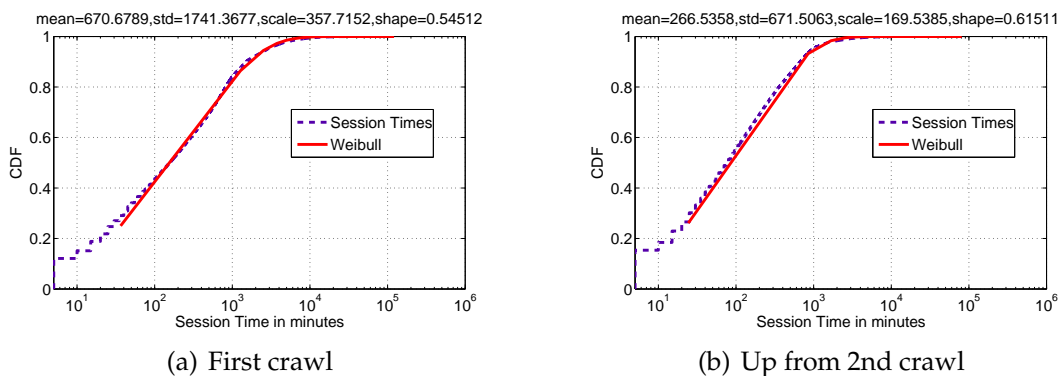 mean=670.6789,std=1741.3677,scale=357.7152,shape=0.54512
1
0.8
0.6
0.4
0.2
0
CDF
Session Times
Weibull
10^1 10^2 10^3 10^4 10^5 10^6
Session Time in minutes
(a) First crawl
mean=266.5358,std=671.5063,scale=169.5385,shape=0.61511
1
0.8
0.6
0.4
0.2
0
CDF
Session Times
Weibull
10^1 10^2 10^3 10^4 10^5 10^6
Session Time in minutes
(b) Up from 2nd crawl